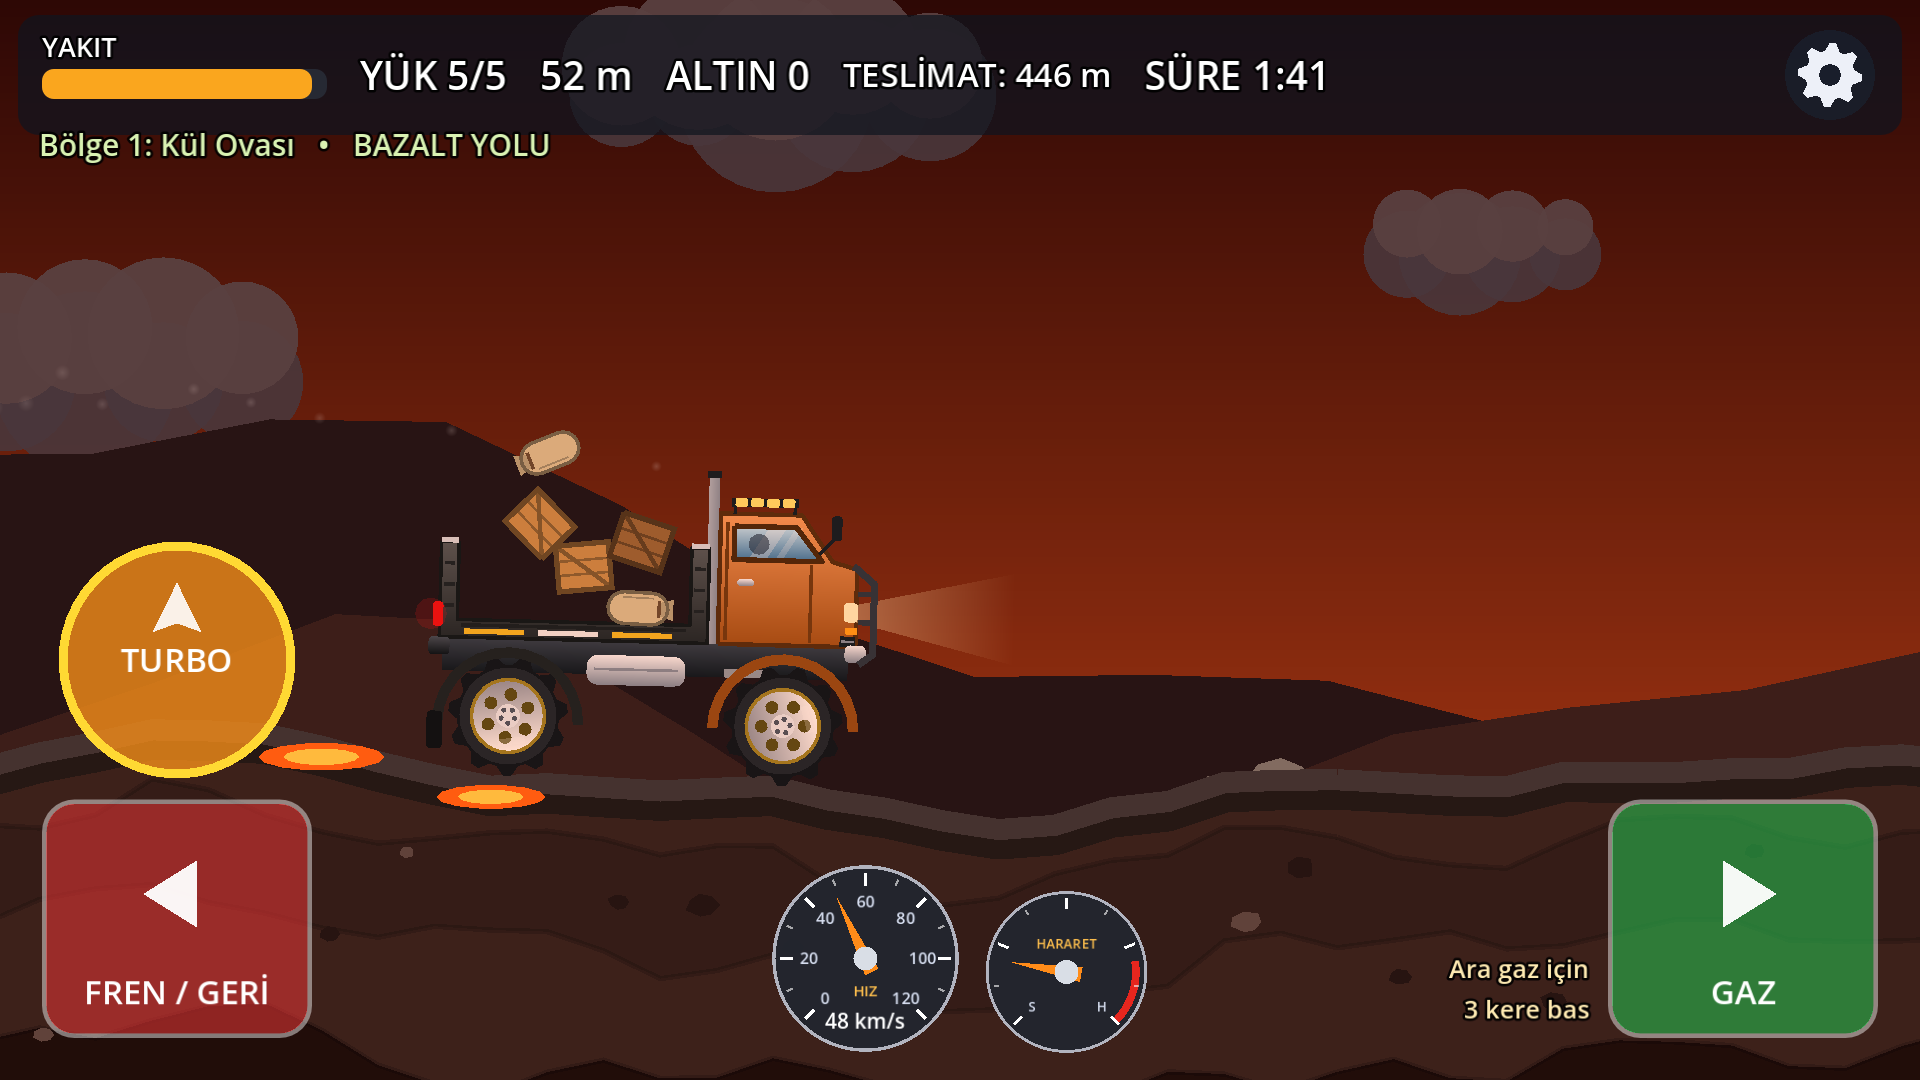 YAKIT
YÜK 5/5 52 m ALTIN 0 TESLİMAT: 446 m SÜRE 1:41
Bölge 1: Kül Ovası • BAZALT YOLU
TURBO
FREN / GERİ
0 20 40 60 80 100 120
HIZ
48 km/s
HARARET
S H
Ara gaz için
3 kere bas
GAZ